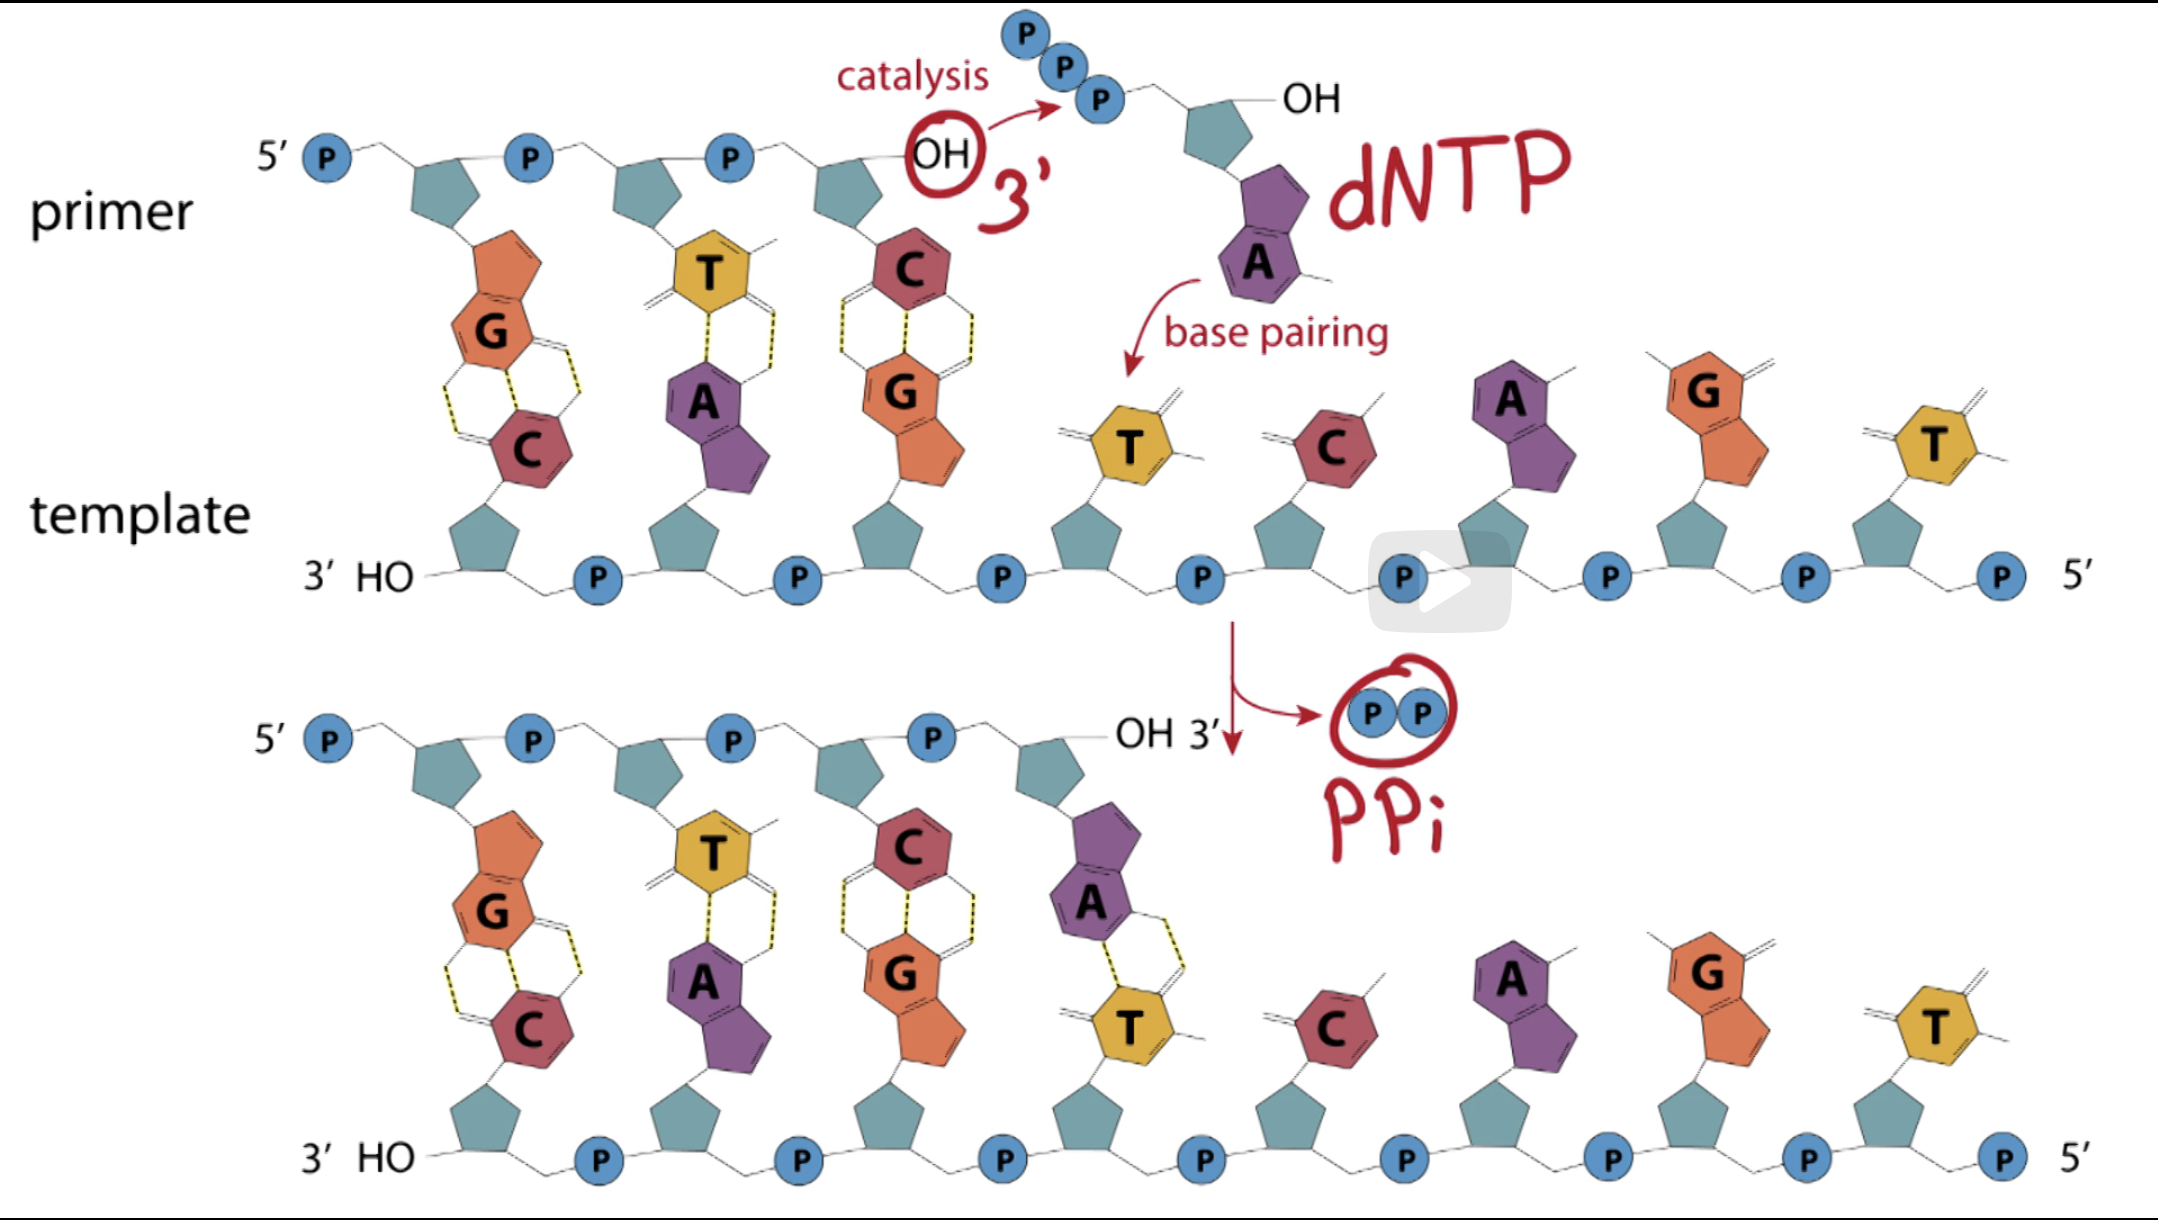 P
P
catalysis
P
OH
5′ P P P OH
3'
dNTP
primer
T C
A
G
base pairing
A G A G
C T C T
template
3′ HO P P P P P P P P 5′
P P
5′ P P P P OH 3′
PPi
T C
G A
A G A G
C T C T
3′ HO P P P P P P P P 5′